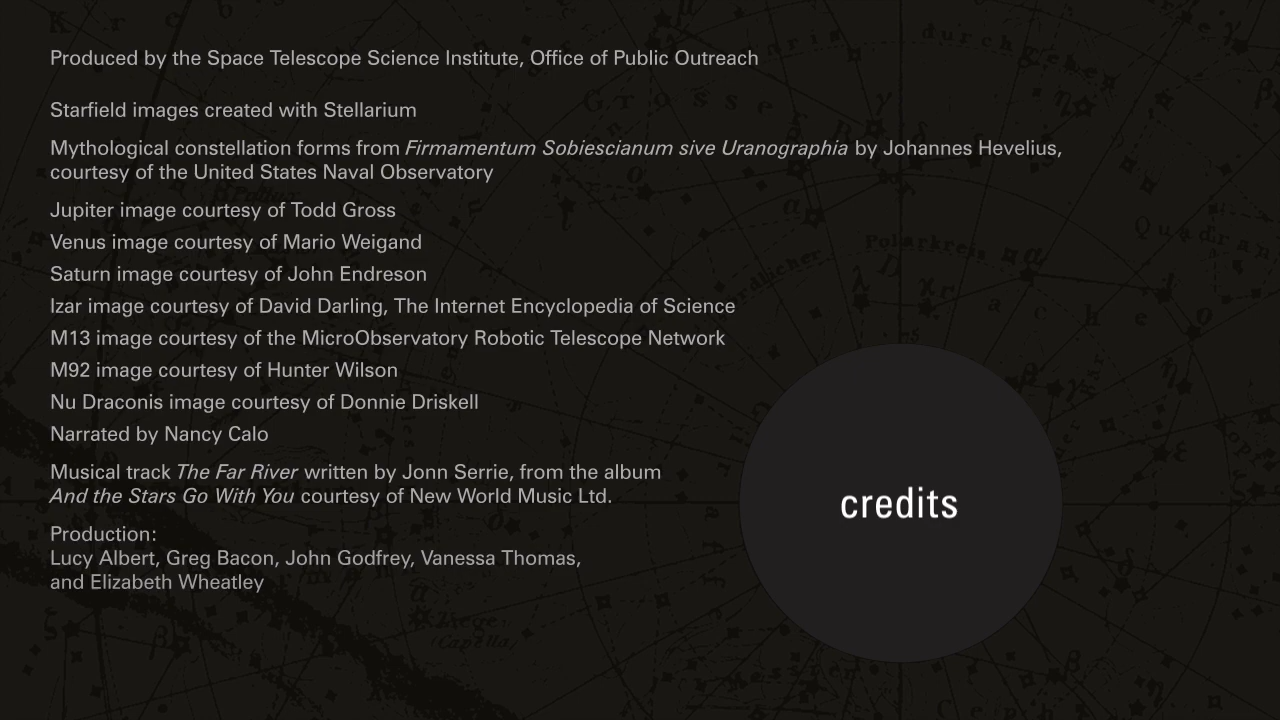 Produced by the Space Telescope Science Institute, Office of Public Outreach
Starfield images created with Stellarium
Mythological constellation forms from Firmamentum Sobiescianum sive Uranographia by Johannes Hevelius,
courtesy of the United States Naval Observatory
Jupiter image courtesy of Todd Gross
Venus image courtesy of Mario Weigand
Saturn image courtesy of John Endreson
Izar image courtesy of David Darling, The Internet Encyclopedia of Science
M13 image courtesy of the MicroObservatory Robotic Telescope Network
M92 image courtesy of Hunter Wilson
Nu Draconis image courtesy of Donnie Driskell
Narrated by Nancy Calo
Musical track The Far River written by Jonn Serrie, from the album
And the Stars Go With You courtesy of New World Music Ltd.
Production:
Lucy Albert, Greg Bacon, John Godfrey, Vanessa Thomas,
and Elizabeth Wheatley
credits
durchgehe
Grosse
Polarkreis
Quadran
Ziege
(Capella)